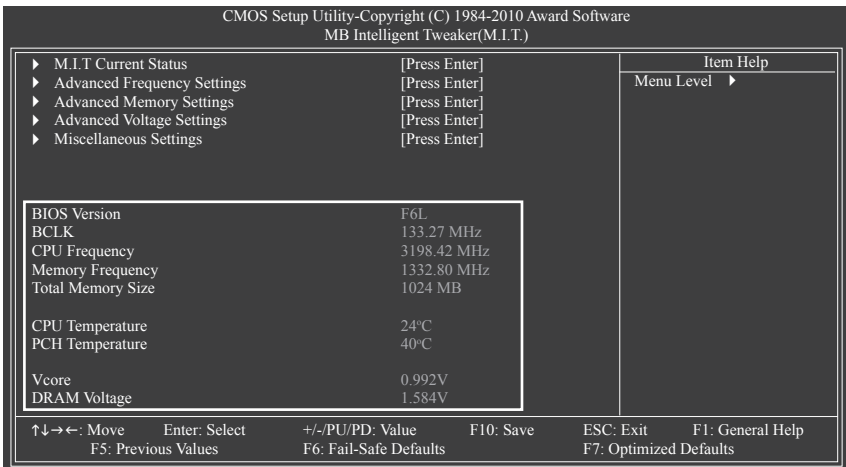 CMOS Setup Utility-Copyright (C) 1984-2010 Award Software
MB Intelligent Tweaker(M.I.T.)
M.I.T Current Status [Press Enter]
Advanced Frequency Settings [Press Enter]
Advanced Memory Settings [Press Enter]
Advanced Voltage Settings [Press Enter]
Miscellaneous Settings [Press Enter]
Item Help
Menu Level
BIOS Version F6L
BCLK 133.27 MHz
CPU Frequency 3198.42 MHz
Memory Frequency 1332.80 MHz
Total Memory Size 1024 MB
CPU Temperature 24°C
PCH Temperature 40°C
Vcore 0.992V
DRAM Voltage 1.584V
↑↓→←: Move Enter: Select +/-/PU/PD: Value F10: Save ESC: Exit F1: General Help
F5: Previous Values F6: Fail-Safe Defaults F7: Optimized Defaults